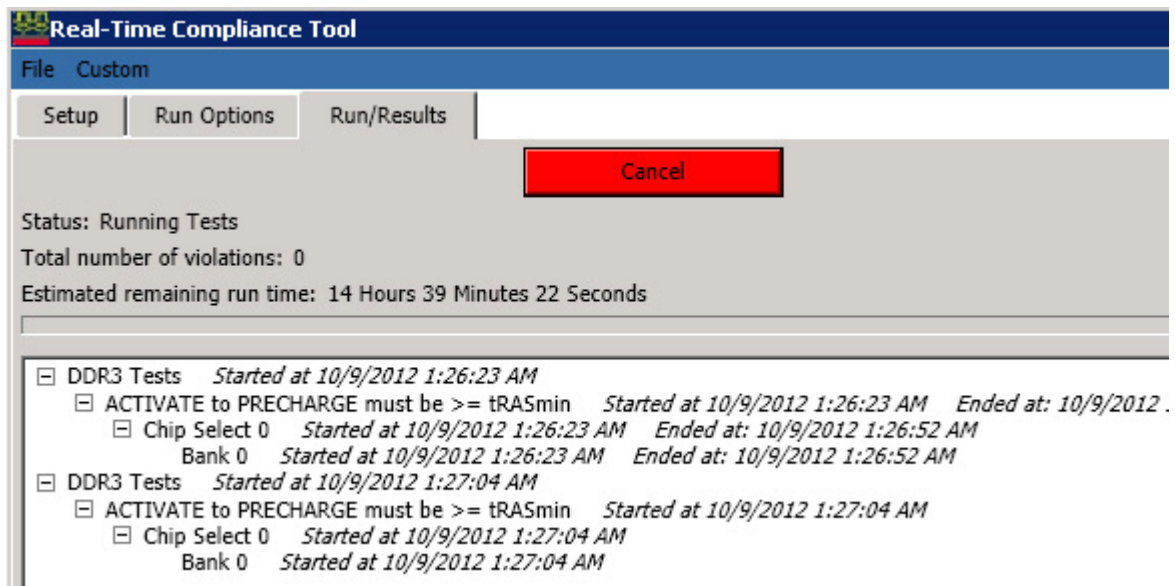 Real-Time Compliance Tool
File Custom
Setup Run Options Run/Results
Cancel
Status: Running Tests
Total number of violations: 0
Estimated remaining run time: 14 Hours 39 Minutes 22 Seconds
DDR3 Tests Started at 10/9/2012 1:26:23 AM
ACTIVATE to PRECHARGE must be >= tRASmin Started at 10/9/2012 1:26:23 AM Ended at: 10/9/2012
Chip Select 0 Started at 10/9/2012 1:26:23 AM Ended at: 10/9/2012 1:26:52 AM
Bank 0 Started at 10/9/2012 1:26:23 AM Ended at: 10/9/2012 1:26:52 AM
DDR3 Tests Started at 10/9/2012 1:27:04 AM
ACTIVATE to PRECHARGE must be >= tRASmin Started at 10/9/2012 1:27:04 AM
Chip Select 0 Started at 10/9/2012 1:27:04 AM
Bank 0 Started at 10/9/2012 1:27:04 AM